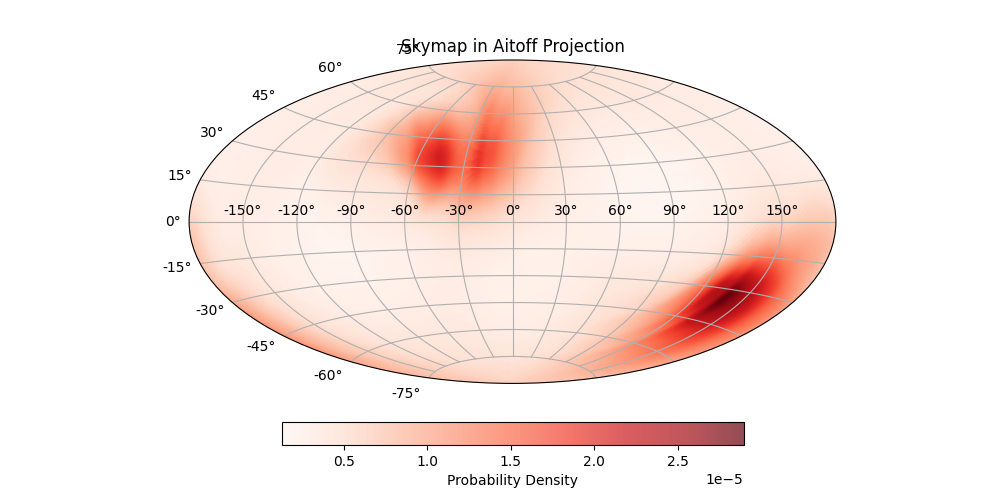 Skymap in Aitoff Projection
75°
60°
45°
30°
15°
-150° -120° -90° -60° -30° 0° 30° 60° 90° 120° 150°
0°
-15°
-30°
-45°
-60°
-75°
0.5 1.0 1.5 2.0 2.5
1e−5
Probability Density